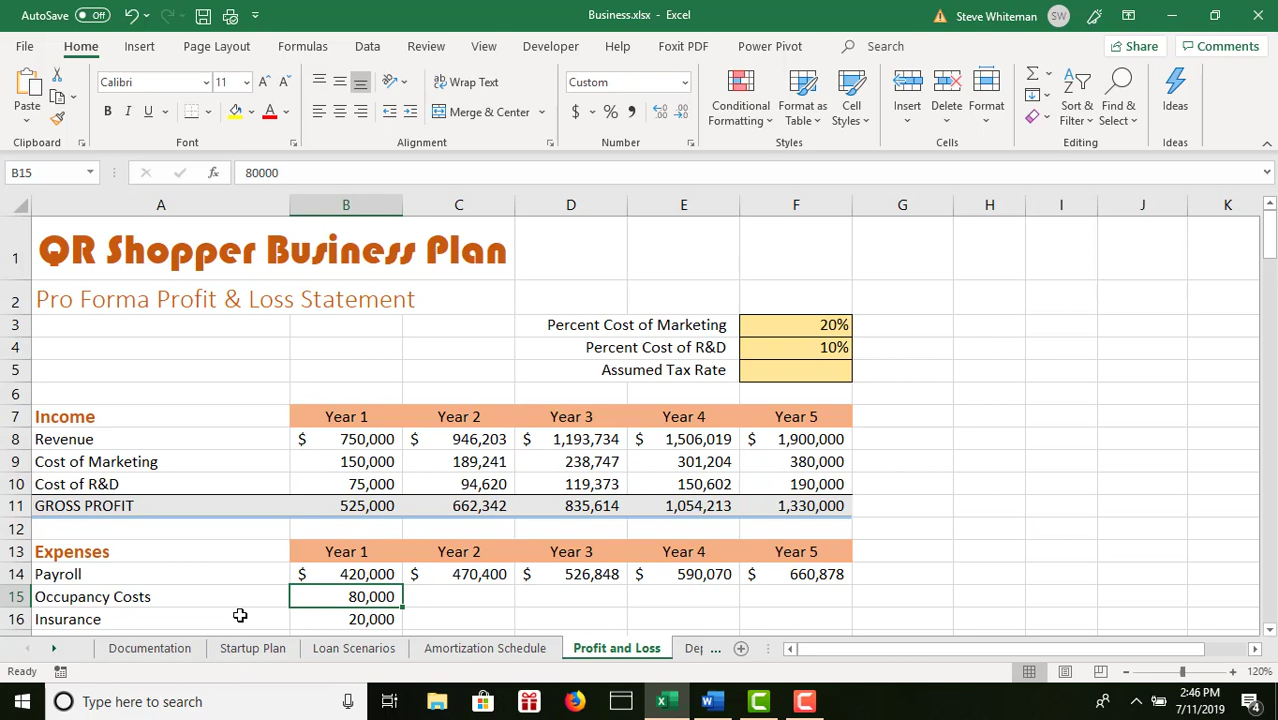 AutoSave Off
Business.xlsx - Excel
Steve Whiteman SW
File Home Insert Page Layout Formulas Data Review View Developer Help Foxit PDF Power Pivot Search Share Comments
Paste
Clipboard
Calibri 11
B I U A
Font
ab Wrap Text
Merge & Center
Alignment
Custom
$ % ,
Number
Conditional Formatting
Format as Table
Cell Styles
Styles
Insert Delete Format
Cells
Sort & Filter
Find & Select
Editing
Ideas
Ideas
B15 fx 80000
A B C D E F G H I J K
1 QR Shopper Business Plan
2 Pro Forma Profit & Loss Statement
3 Percent Cost of Marketing 20%
4 Percent Cost of R&D 10%
5 Assumed Tax Rate
6
7 Income Year 1 Year 2 Year 3 Year 4 Year 5
8 Revenue $ 750,000 $ 946,203 $ 1,193,734 $ 1,506,019 $ 1,900,000
9 Cost of Marketing 150,000 189,241 238,747 301,204 380,000
10 Cost of R&D 75,000 94,620 119,373 150,602 190,000
11 GROSS PROFIT 525,000 662,342 835,614 1,054,213 1,330,000
12
13 Expenses Year 1 Year 2 Year 3 Year 4 Year 5
14 Payroll $ 420,000 $ 470,400 $ 526,848 $ 590,070 $ 660,878
15 Occupancy Costs 80,000
16 Insurance 20,000
Documentation Startup Plan Loan Scenarios Amortization Schedule Profit and Loss Dep ...
Ready 120%
Type here to search
2:46 PM
7/11/2019
4